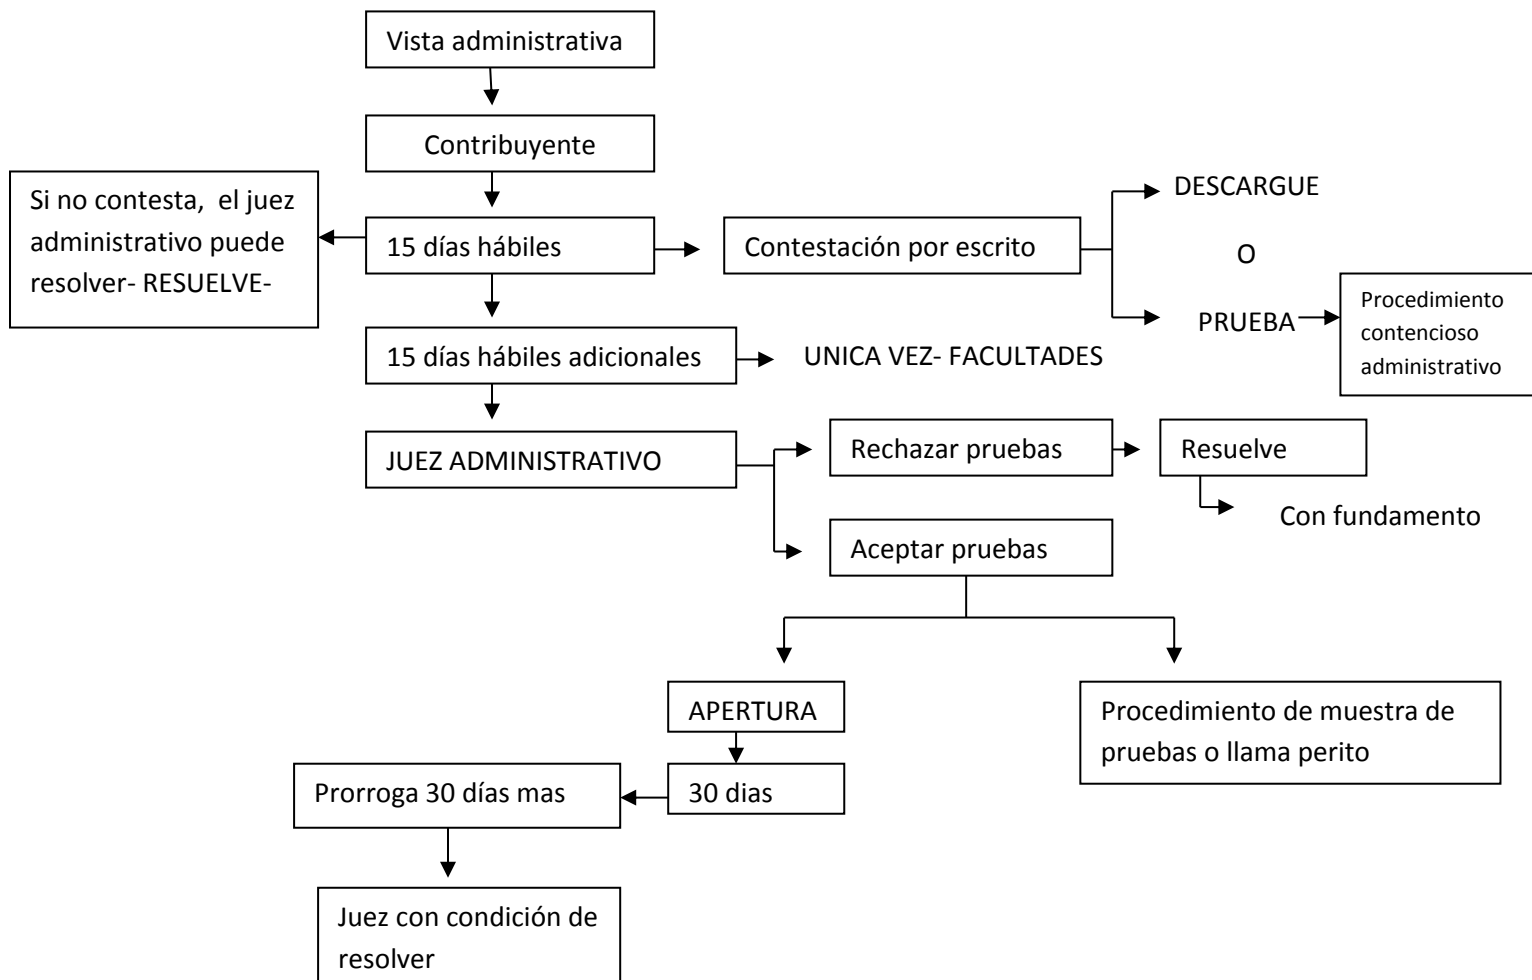 Vista administrativa
Contribuyente
Si no contesta, el juez
administrativo puede
resolver- RESUELVE-
15 días hábiles
Contestación por escrito
DESCARGUE
O
PRUEBA
Procedimiento
contencioso
administrativo
15 días hábiles adicionales
UNICA VEZ- FACULTADES
JUEZ ADMINISTRATIVO
Rechazar pruebas
Resuelve
Con fundamento
Aceptar pruebas
APERTURA
Procedimiento de muestra de
pruebas o llama perito
30 dias
Prorroga 30 días mas
Juez con condición de
resolver